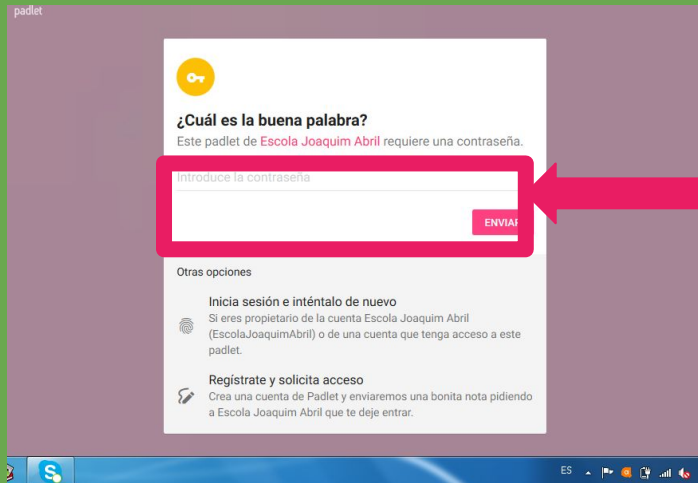 padlet
¿Cuál es la buena palabra?
Este padlet de Escola Joaquim Abril requiere una contraseña.
Introduce la contraseña
ENVIAR
Otras opciones
Inicia sesión e inténtalo de nuevo
Si eres propietario de la cuenta Escola Joaquim Abril
(EscolaJoaquimAbril) o de una cuenta que tenga acceso a este
padlet.
Regístrate y solicita acceso
Crea una cuenta de Padlet y enviaremos una bonita nota pidiendo
a Escola Joaquim Abril que te deje entrar.
ES